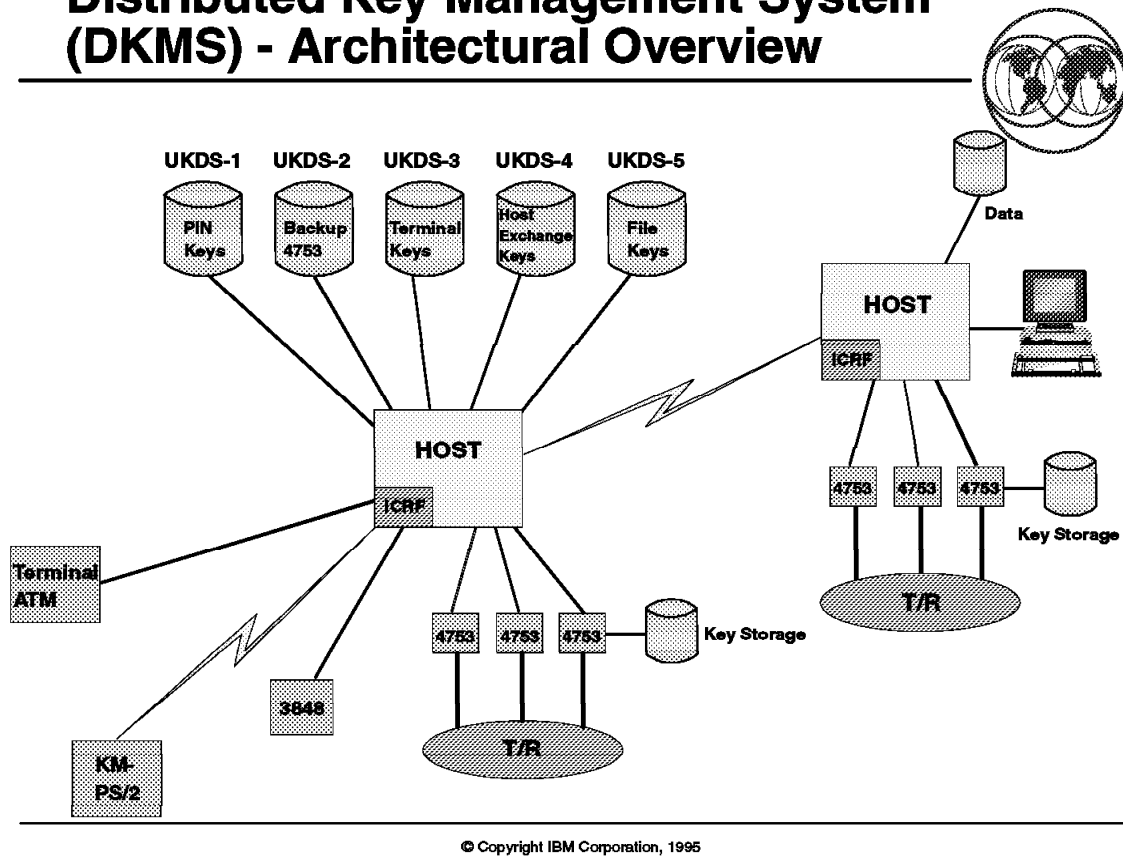 Distributed Key Management System
(DKMS) - Architectural Overview
UKDS-1
UKDS-2
UKDS-3
UKDS-4
UKDS-5
PIN
Keys
Backup
4753
Terminal
Keys
Host
Exchange
Keys
File
Keys
Data
HOST
ICRF
HOST
ICRF
4753
4753
4753
Key Storage
T/R
Terminal
ATM
4753
4753
4753
Key Storage
3848
T/R
KM-
PS/2
© Copyright IBM Corporation, 1995